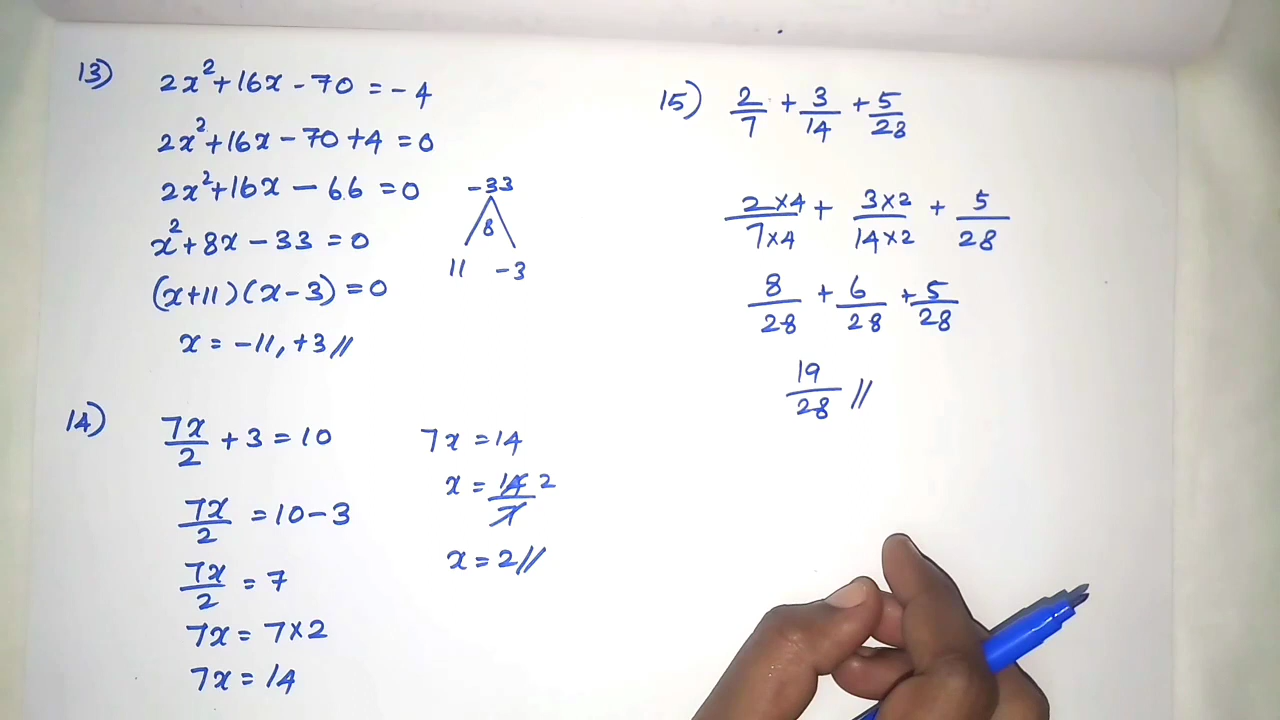 13) 2x² + 16x - 70 = - 4
2x² + 16x - 70 + 4 = 0
2x² + 16x - 66 = 0
x² + 8x - 33 = 0
(x+11)(x-3) = 0
x = -11, +3 //
-33
8
11 -3
14) 7x/2 + 3 = 10
7x/2 = 10 - 3
7x/2 = 7
7x = 7×2
7x = 14
7x = 14
x = 14/7 2
x = 2 //
15) 2/7 + 3/14 + 5/28
2×4/7×4 + 3×2/14×2 + 5/28
8/28 + 6/28 + 5/28
19/28 //